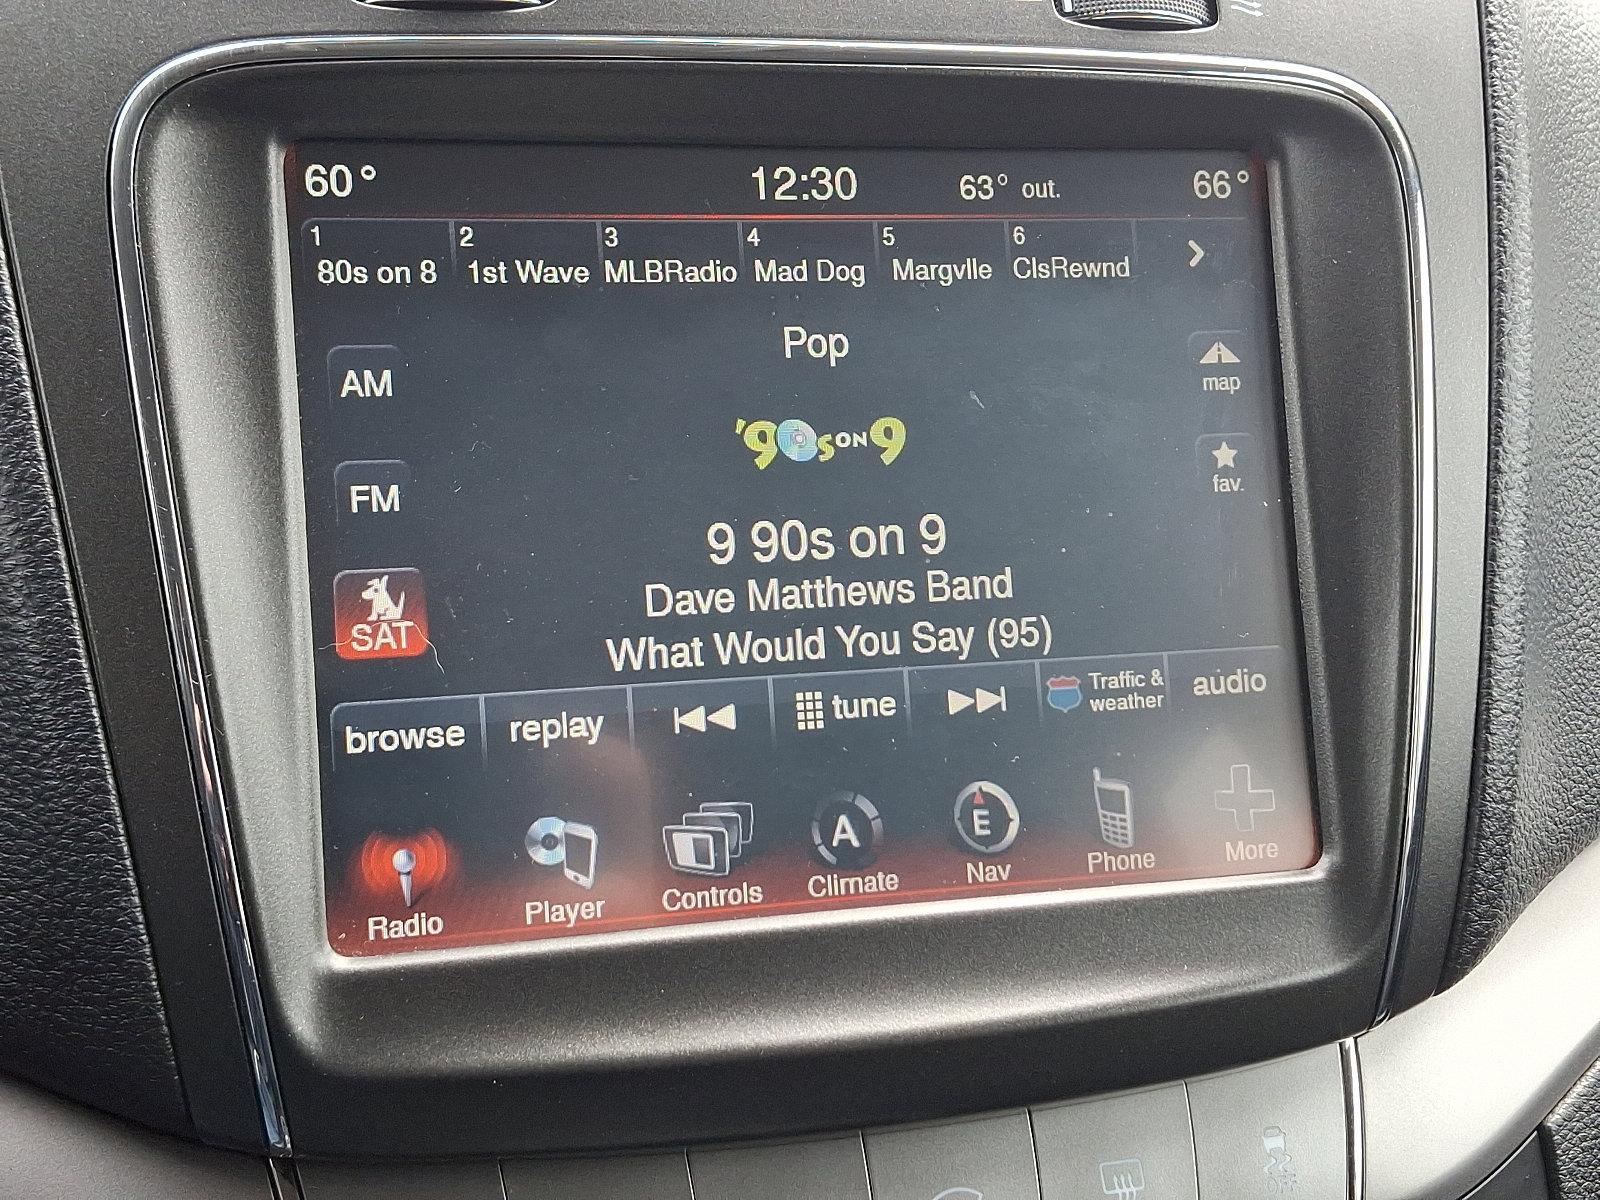 60° 12:30 63° out. 66°
1 2 3 4 5 6
80s on 8 1st Wave MLBRadio Mad Dog Margvlle ClsRewnd
Pop
AM
map
'90s ON 9
FM
fav.
9 90s on 9
Dave Matthews Band
SAT
What Would You Say (95)
browse replay tune Traffic & weather audio
A E
Radio Player Controls Climate Nav Phone More